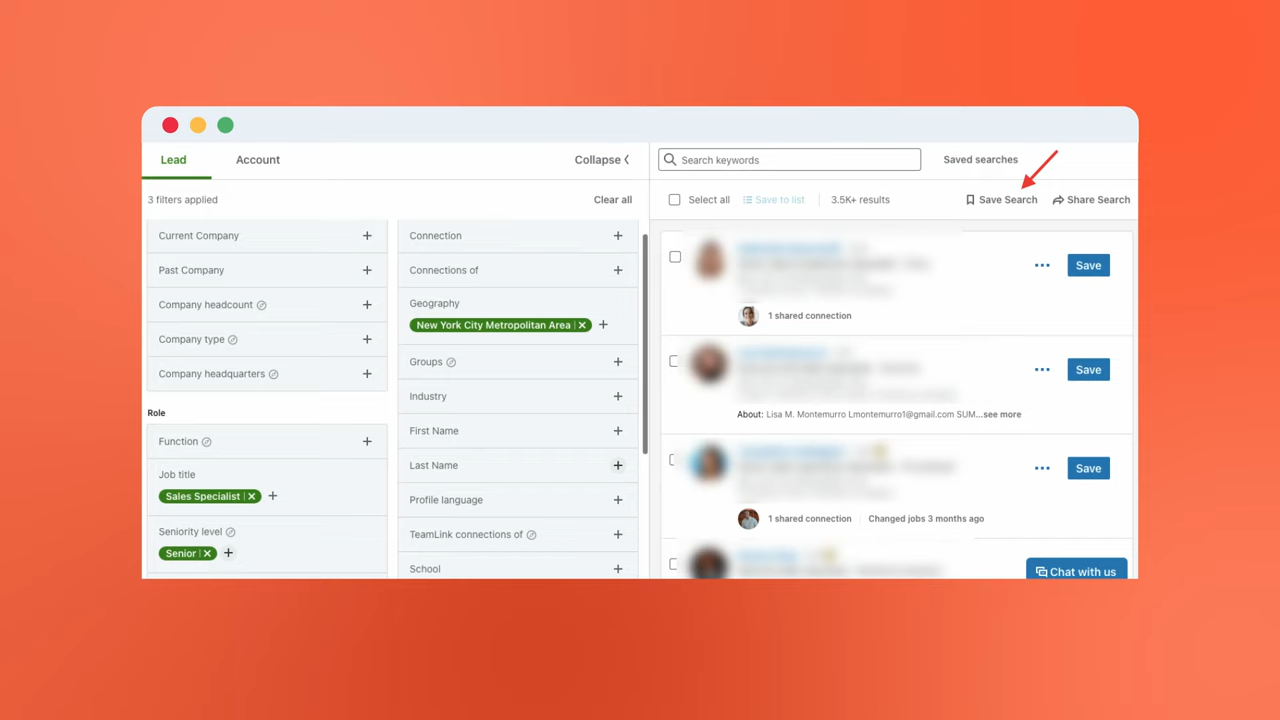 Lead
Account
Collapse
3 filters applied
Clear all
Current Company
Past Company
Company headcount
Company type
Company headquarters
Role
Function
Job title
Sales Specialist
Seniority level
Senior
Connection
Connections of
Geography
New York City Metropolitan Area
Groups
Industry
First Name
Last Name
Profile language
TeamLink connections of
School
Search keywords
Saved searches
Select all
Save to list
3.5K+ results
Save Search
Share Search
Save
1 shared connection
Save
About: Lisa M. Montemurro Lmontemurro1@gmail.com SUM...see more
Save
1 shared connection
Changed jobs 3 months ago
Chat with us